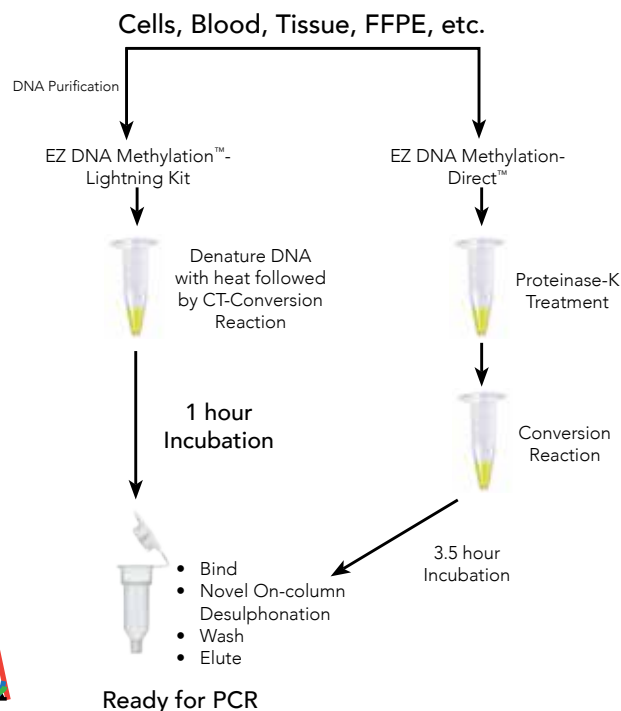 Cells, Blood, Tissue, FFPE, etc.
DNA Purification
EZ DNA Methylation™-
Lightning Kit
EZ DNA Methylation-
Direct™
Denature DNA
with heat followed
by CT-Conversion
Reaction
Proteinase-K
Treatment
1 hour
Incubation
Conversion
Reaction
3.5 hour
Incubation
• Bind
• Novel On-column
Desulphonation
• Wash
• Elute
Ready for PCR